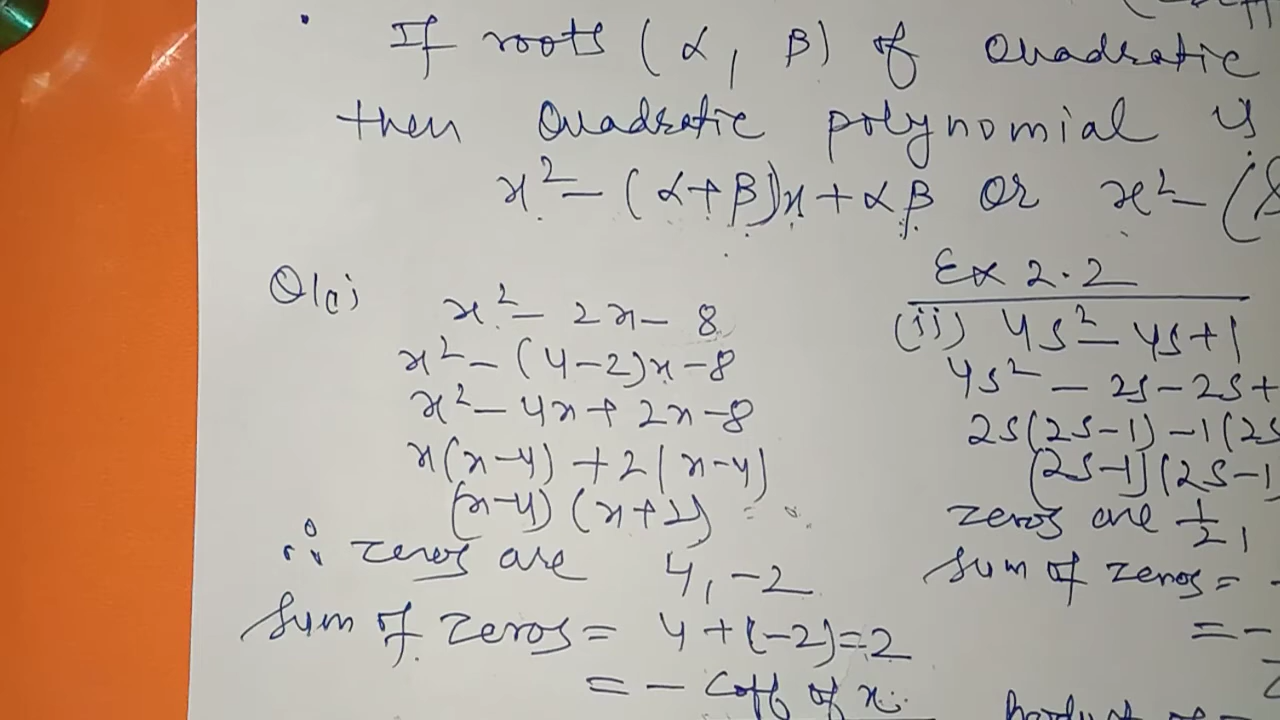 If roots (α, β) of Quadratic
then Quadratic polynomial is
x² - (α+β)x + αβ or x² - (
Ex 2.2
Q1(i)
x² - 2x - 8
x² - (4-2)x - 8
x² - 4x + 2x - 8
x(x-4) + 2(x-4)
(x-4) (x+2) =
∴ zeros are 4, -2
Sum of zeros = 4 + (-2) = 2
= - Coff of x
(ii) 4s² - 4s + 1
4s² - 2s - 2s +
2s(2s-1) - 1(2s
(2s-1)(2s-1)
zeros are 1/2,
Sum of zeros =
= -